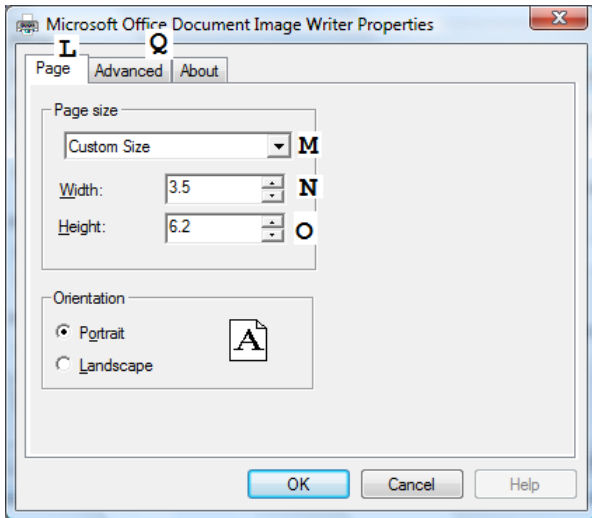 Microsoft Office Document Image Writer Properties
L Q
Page Advanced About
Page size
Custom Size M
Width: 3.5 N
Height: 6.2 O
Orientation
Portrait
A
Landscape
OK Cancel Help